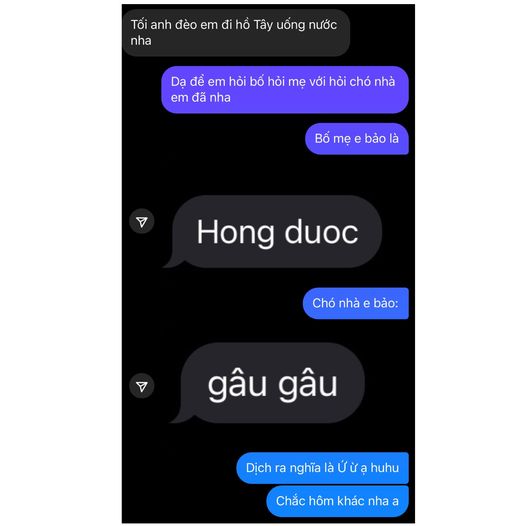 Tối anh đèo em đi hồ Tây uống nước
nha
Dạ để em hỏi bố hỏi mẹ với hỏi chó nhà
em đã nha
Bố mẹ e bảo là
Hong duoc
Chó nhà e bảo:
gâu gâu
Dịch ra nghĩa là Ứ ừ ạ huhu
Chắc hôm khác nha a